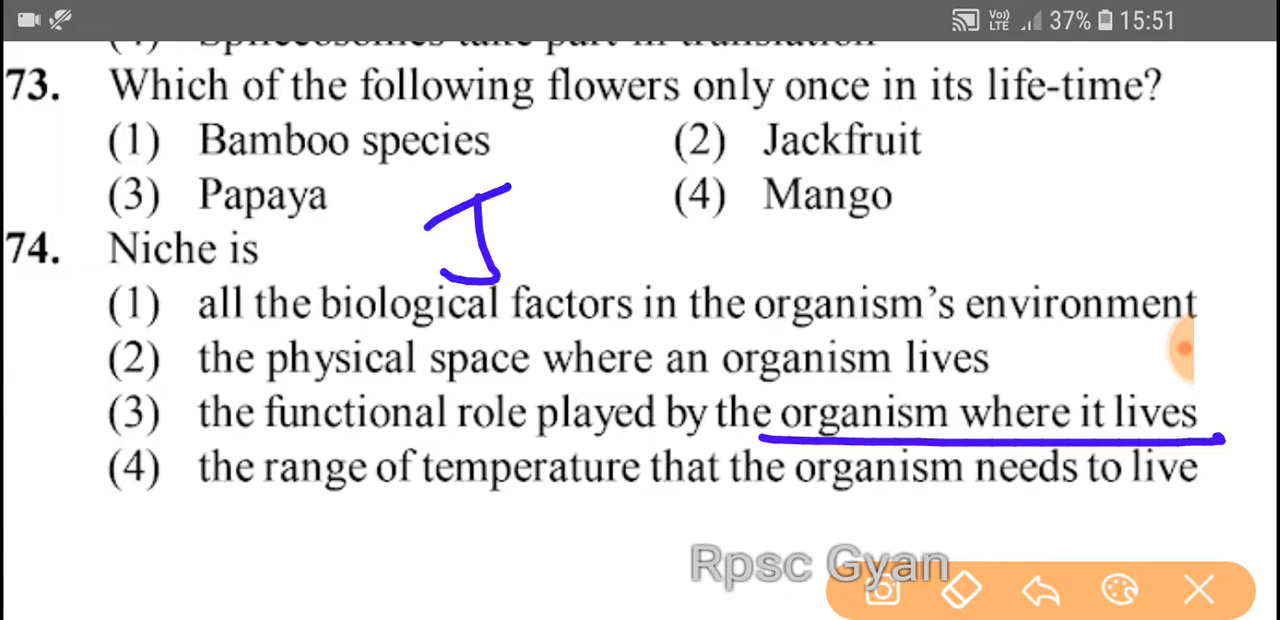 Vo)) LTE 37% 15:51
73. Which of the following flowers only once in its life-time?
(1) Bamboo species (2) Jackfruit
(3) Papaya (4) Mango
J
74. Niche is
(1) all the biological factors in the organism's environment
(2) the physical space where an organism lives
(3) the functional role played by the organism where it lives
(4) the range of temperature that the organism needs to live
Rpsc Gyan